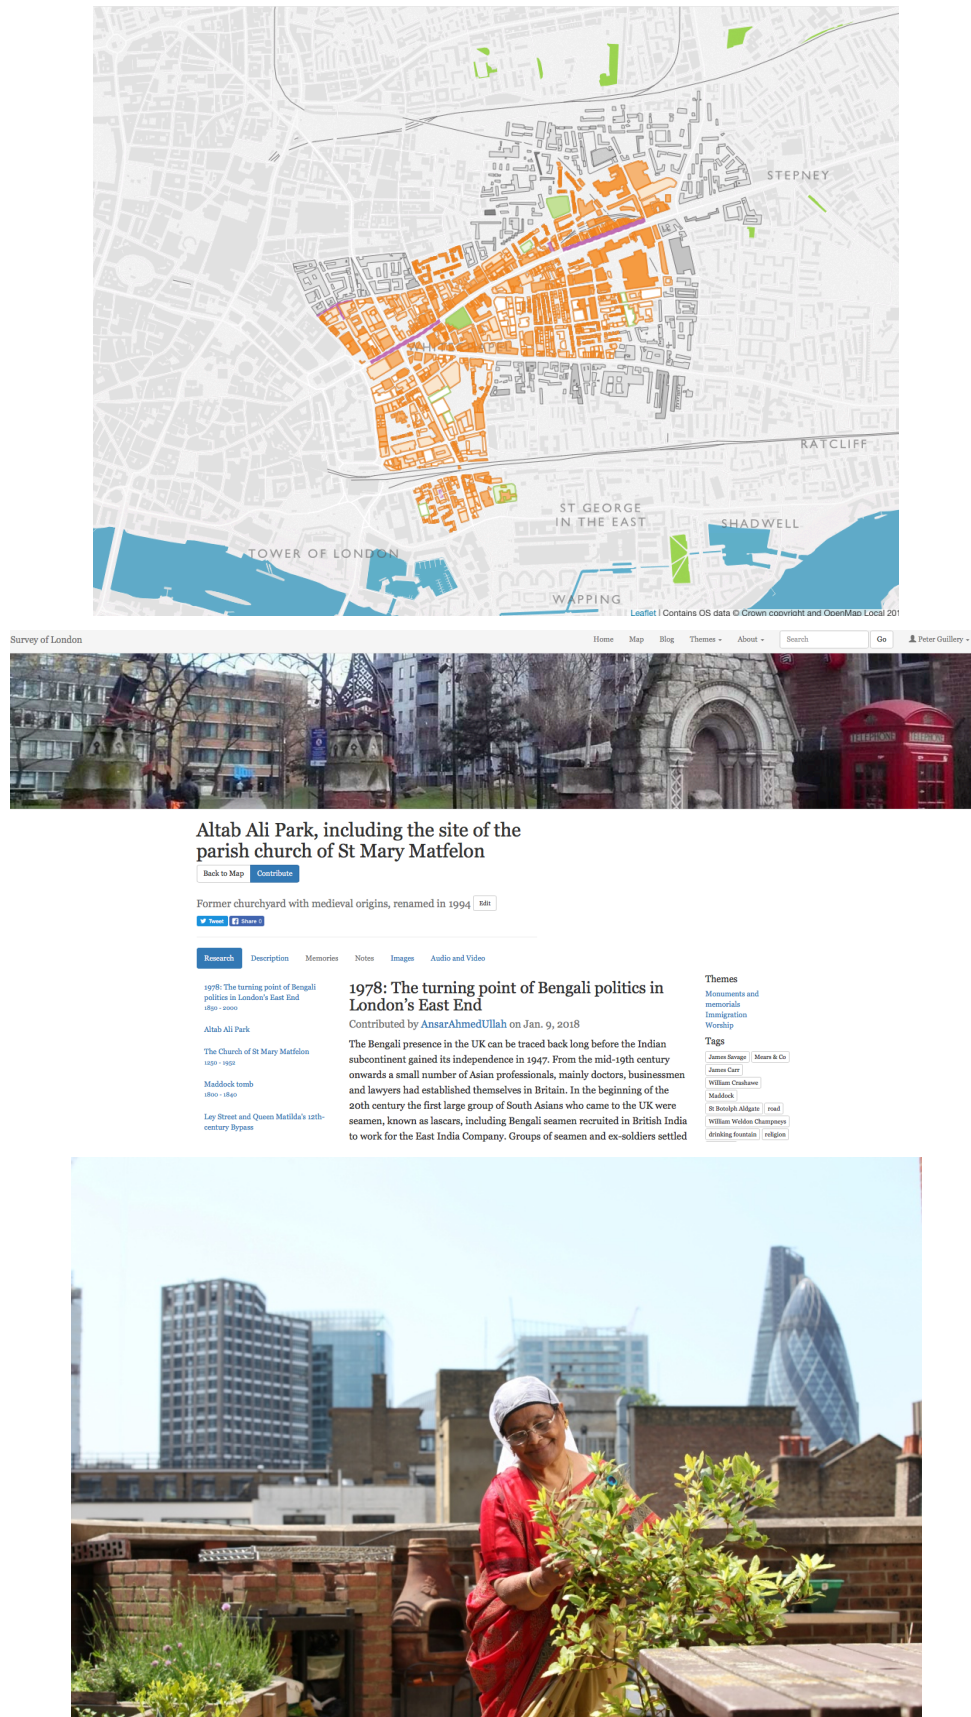 STEPNEY
WHITECHAPEL
RATCLIFF
ST GEORGE
IN THE EAST
SHADWELL
TOWER OF LONDON
WAPPING
Leaflet | Contains OS data © Crown copyright and OpenMap Local 201
Survey of London
Home Map Blog Themes About Search Go Peter Guillery
TELEPHONE TELEPHONE
Altab Ali Park, including the site of the
parish church of St Mary Matfelon
Back to Map Contribute
Former churchyard with medieval origins, renamed in 1994 Edit
Tweet Share 0
Research Description Memories Notes Images Audio and Video
1978: The turning point of Bengali
politics in London's East End
1850 - 2000
Altab Ali Park
The Church of St Mary Matfelon
1250 - 1952
Maddock tomb
1800 - 1840
Ley Street and Queen Matilda's 12th-
century Bypass
1978: The turning point of Bengali politics in
London's East End
Contributed by AnsarAhmedUllah on Jan. 9, 2018
The Bengali presence in the UK can be traced back long before the Indian
subcontinent gained its independence in 1947. From the mid-19th century
onwards a small number of Asian professionals, mainly doctors, businessmen
and lawyers had established themselves in Britain. In the beginning of the
20th century the first large group of South Asians who came to the UK were
seamen, known as lascars, including Bengali seamen recruited in British India
to work for the East India Company. Groups of seamen and ex-soldiers settled
Themes
Monuments and
memorials
Immigration
Worship
Tags
James Savage Mears & Co
James Carr
William Crashawe
Maddock
St Botolph Aldgate road
William Weldon Champneys
drinking fountain religion